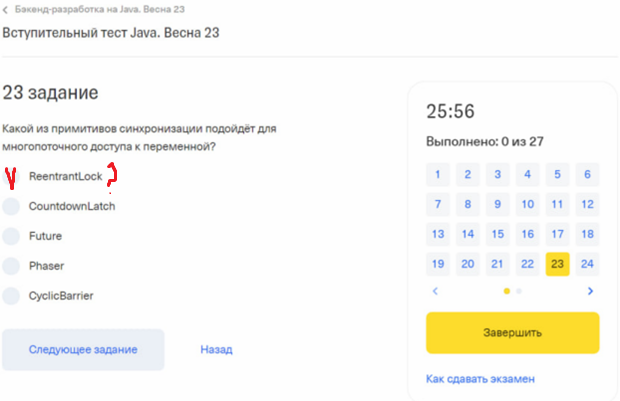 Бэкенд-разработка на Java. Весна 23
Вступительный тест Java. Весна 23
23 задание
Какой из примитивов синхронизации подойдёт для
многопоточного доступа к переменной?
ReentrantLock ?
CountdownLatch
Future
Phaser
CyclicBarrier
Следующее задание
Назад
25:56
Выполнено: 0 из 27
1 2 3 4 5 6
7 8 9 10 11 12
13 14 15 16 17 18
19 20 21 22 23 24
Завершить
Как сдавать экзамен